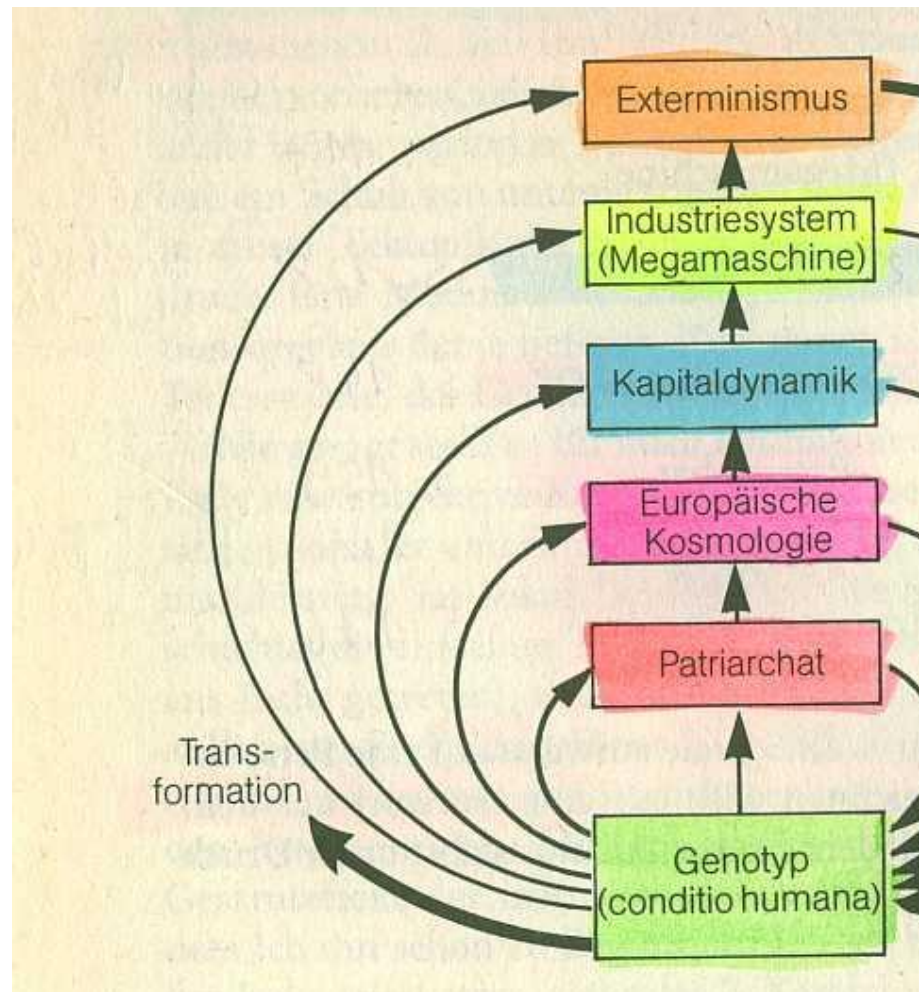 Exterminismus
Industriesystem
(Megamaschine)
Kapitaldynamik
Europäische
Kosmologie
Patriarchat
Trans-
formation
Genotyp
(conditio humana)